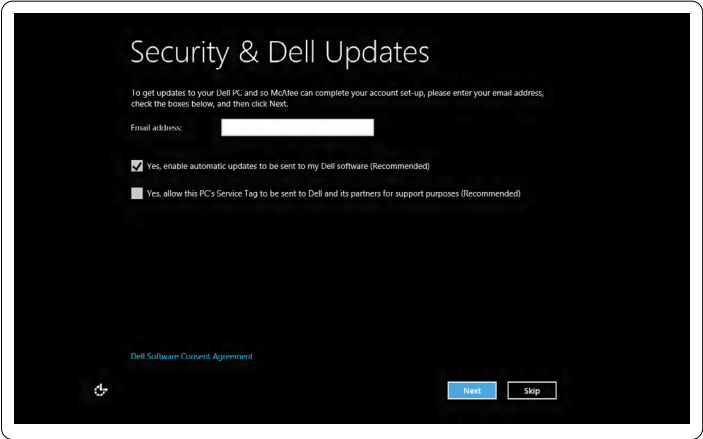 Security & Dell Updates
To get updates to your Dell PC and so McAfee can complete your account set-up, please enter your email address,
check the boxes below, and then click Next.
Email address:
Yes, enable automatic updates to be sent to my Dell software (Recommended)
Yes, allow this PC's Service Tag to be sent to Dell and its partners for support purposes (Recommended)
Dell Software Consent Agreement
Next Skip